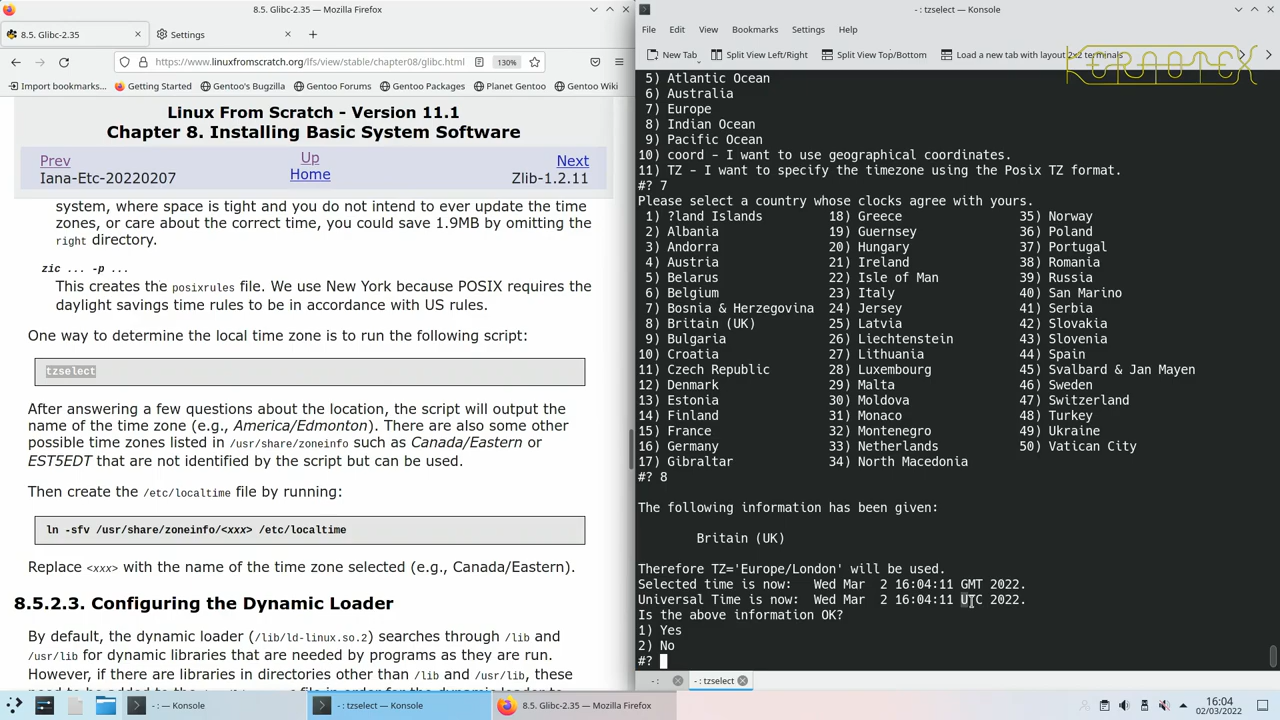 8.5. Glibc-2.35 — Mozilla Firefox
8.5. Glibc-2.35
Settings
https://www.linuxfromscratch.org/lfs/view/stable/chapter08/glibc.html
130%
Import bookmarks...
Getting Started
Gentoo's Bugzilla
Gentoo Forums
Gentoo Packages
Planet Gentoo
Gentoo Wiki
Linux From Scratch - Version 11.1
Chapter 8. Installing Basic System Software
Prev
Up
Next
Iana-Etc-20220207
Home
Zlib-1.2.11
system, where space is tight and you do not intend to ever update the time
zones, or care about the correct time, you could save 1.9MB by omitting the
right directory.
zic ... -p ...
This creates the posixrules file. We use New York because POSIX requires the
daylight savings time rules to be in accordance with US rules.
One way to determine the local time zone is to run the following script:
tzselect
After answering a few questions about the location, the script will output the
name of the time zone (e.g., America/Edmonton). There are also some other
possible time zones listed in /usr/share/zoneinfo such as Canada/Eastern or
EST5EDT that are not identified by the script but can be used.
Then create the /etc/localtime file by running:
ln -sfv /usr/share/zoneinfo/<xxx> /etc/localtime
Replace <xxx> with the name of the time zone selected (e.g., Canada/Eastern).
8.5.2.3. Configuring the Dynamic Loader
By default, the dynamic loader (/lib/ld-linux.so.2) searches through /lib and
/usr/lib for dynamic libraries that are needed by programs as they are run.
However, if there are libraries in directories other than /lib and /usr/lib, these
- : tzselect — Konsole
File Edit View Bookmarks Settings Help
New Tab
Split View Left/Right
Split View Top/Bottom
Load a new tab with layout 2x2 terminals
5) Atlantic Ocean
6) Australia
7) Europe
8) Indian Ocean
9) Pacific Ocean
10) coord - I want to use geographical coordinates.
11) TZ - I want to specify the timezone using the Posix TZ format.
#? 7
Please select a country whose clocks agree with yours.
1) ?land Islands 18) Greece 35) Norway
2) Albania 19) Guernsey 36) Poland
3) Andorra 20) Hungary 37) Portugal
4) Austria 21) Ireland 38) Romania
5) Belarus 22) Isle of Man 39) Russia
6) Belgium 23) Italy 40) San Marino
7) Bosnia & Herzegovina 24) Jersey 41) Serbia
8) Britain (UK) 25) Latvia 42) Slovakia
9) Bulgaria 26) Liechtenstein 43) Slovenia
10) Croatia 27) Lithuania 44) Spain
11) Czech Republic 28) Luxembourg 45) Svalbard & Jan Mayen
12) Denmark 29) Malta 46) Sweden
13) Estonia 30) Moldova 47) Switzerland
14) Finland 31) Monaco 48) Turkey
15) France 32) Montenegro 49) Ukraine
16) Germany 33) Netherlands 50) Vatican City
17) Gibraltar 34) North Macedonia
#? 8
The following information has been given:
Britain (UK)
Therefore TZ='Europe/London' will be used.
Selected time is now: Wed Mar 2 16:04:11 GMT 2022.
Universal Time is now: Wed Mar 2 16:04:11 UTC 2022.
Is the above information OK?
1) Yes
2) No
#?
- :
- : tzselect
- : — Konsole
- : tzselect — Konsole
8.5. Glibc-2.35 — Mozilla Firefox
16:04
02/03/2022